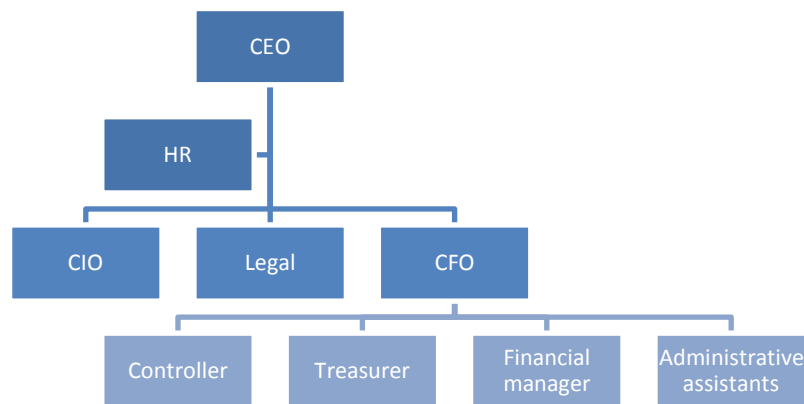 CEO
HR
CIO
Legal
CFO
Controller
Treasurer
Financial
manager
Administrative
assistants